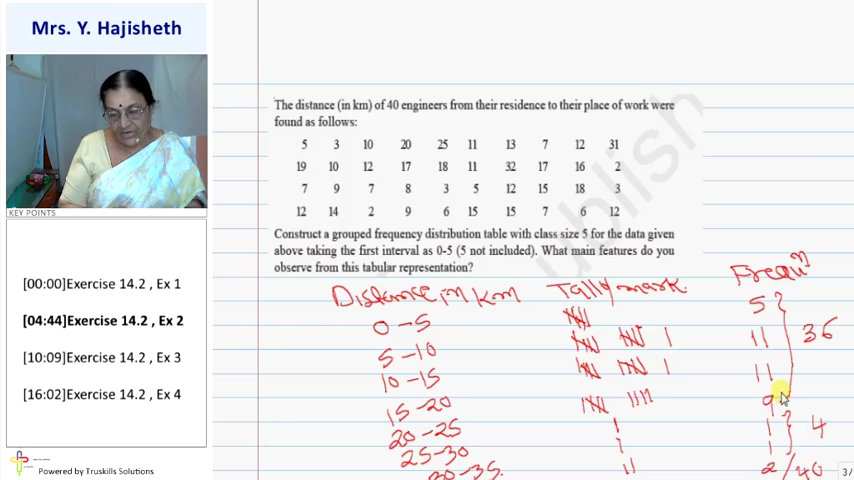 Mrs. Y. Hajisheth
KEY POINTS
[00:00]Exercise 14.2 , Ex 1
[04:44]Exercise 14.2 , Ex 2
[10:09]Exercise 14.2 , Ex 3
[16:02]Exercise 14.2 , Ex 4
Powered by Truskills Solutions
The distance (in km) of 40 engineers from their residence to their place of work were
found as follows:
5 3 10 20 25 11 13 7 12 31
19 10 12 17 18 11 32 17 16 2
7 9 7 8 3 5 12 15 18 3
12 14 2 9 6 15 15 7 6 12
Construct a grouped frequency distribution table with class size 5 for the data given
above taking the first interval as 0-5 (5 not included). What main features do you
observe from this tabular representation?
Distance in Km Tally mark. Frequn
0-5 5
5-10 11 36
10-15 11
15-20 9
20-25 1 4
25-30 1
30-35. 2 40
3/
ublish